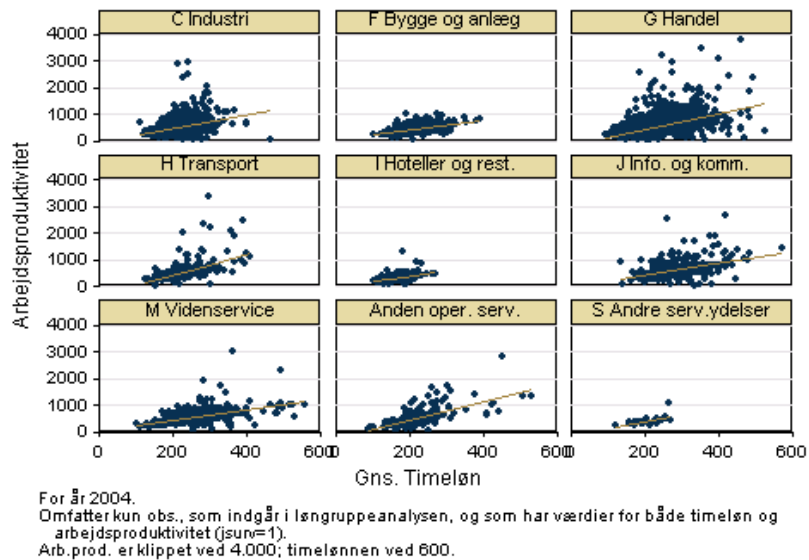 C Industri
F Bygge og anlæg
G Handel
4000
3000
2000
1000
0
H Transport
I Hoteller og rest.
J Info. og komm.
4000
3000
2000
1000
0
M Videnservice
Anden oper. serv.
S Andre serv.ydelser
4000
3000
2000
1000
0
Arbejdsproduktivitet
0 200 400 600 0 200 400 600 0 200 400 600
Gns. Timeløn
For år 2004.
Omfatter kun obs., som indgår i løngruppeanalysen, og som har værdier for både timeløn og
arbejdsproduktivitet (jsurv=1).
Arb.prod. er klippet ved 4.000; timelønnen ved 600.